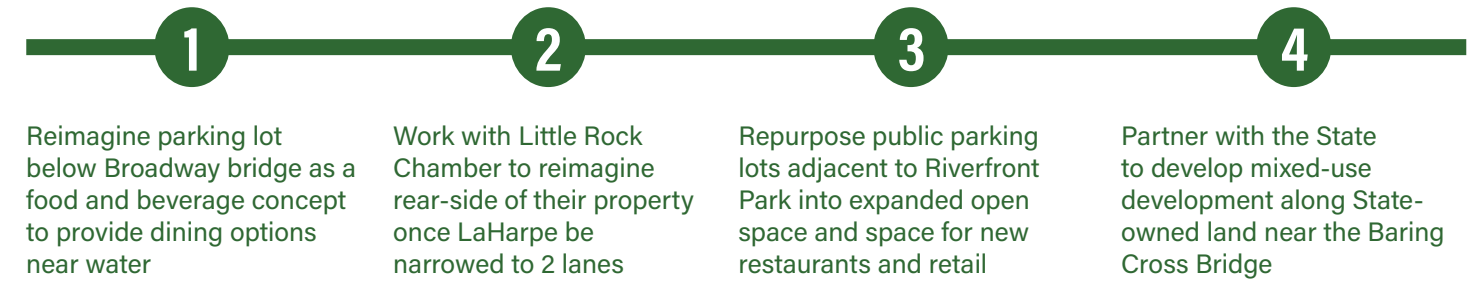 1
Reimagine parking lot
below Broadway bridge as a
food and beverage concept
to provide dining options
near water
2
Work with Little Rock
Chamber to reimagine
rear-side of their property
once LaHarpe be
narrowed to 2 lanes
3
Repurpose public parking
lots adjacent to Riverfront
Park into expanded open
space and space for new
restaurants and retail
4
Partner with the State
to develop mixed-use
development along State-
owned land near the Baring
Cross Bridge